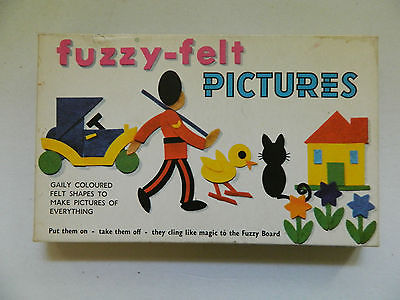 fuzzy-felt
PICTURES
GAILY COLOURED
FELT SHAPES TO
MAKE PICTURES OF
EVERYTHING
Put them on - take them off - they cling like magic to the Fuzzy Board